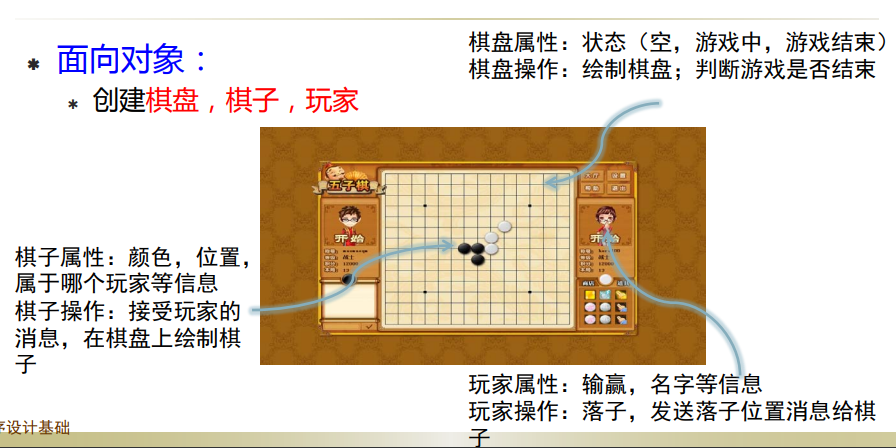 棋盘属性：状态（空，游戏中，游戏结束）
棋盘操作：绘制棋盘；判断游戏是否结束
* 面向对象：
* 创建棋盘，棋子，玩家
五子棋
开始
开始
棋子属性：颜色，位置，
属于哪个玩家等信息
棋子操作：接受玩家的
消息，在棋盘上绘制棋
子
玩家属性：输赢，名字等信息
玩家操作：落子，发送落子位置消息给棋
子
序设计基础